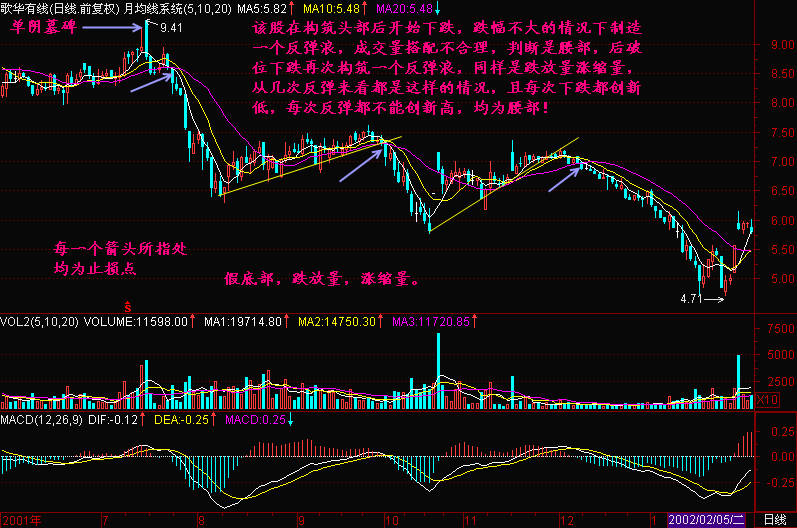 歌华有线(日线.前复权) 月均线系统(5,10,20) MA5:5.82↑ MA10:5.48↑ MA20:5.48↓
单阴墓碑
9.41
该股在构筑头部后开始下跌，跌幅不大的情况下制造
一个反弹浪，成交量搭配不合理，判断是腰部，后破
位下跌再次构筑一个反弹浪，同样是跌放量涨缩量，
从几次反弹来看都是这样的情况，且每次下跌都创新
低，每次反弹都不能创新高，均为腰部！
9.00
8.50
8.00
7.50
7.00
6.50
6.00
5.50
5.00
每一个箭头所指处
均为止损点
假底部，跌放量，涨缩量。
4.71
S
VOL2(5,10,20) VOLUME:11598.00↑ MA1:19714.80↑ MA2:14750.30↑ MA3:11720.85↑
7500
5000
2500
X10
MACD(12,26,9) DIF:-0.12↑ DEA:-0.25↑ MACD:0.25↓
0.25
0.00
-0.25
2001年 7 8 9 10 11 12 1 2002/02/05/二 日线